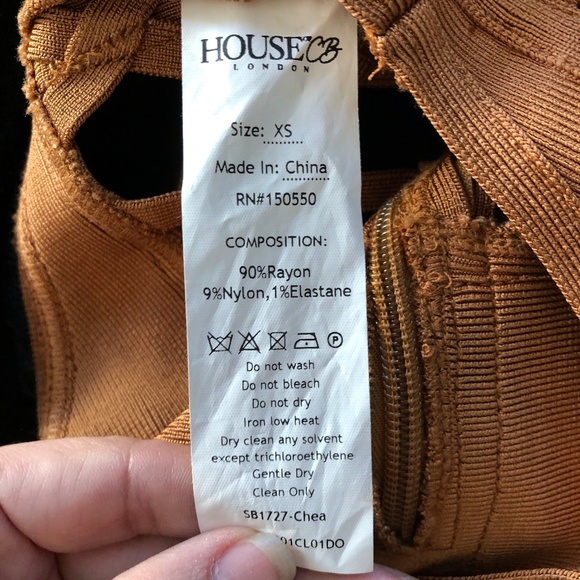 HOUSE OF CB
LONDON
Size: XS
Made In: China
RN#150550
COMPOSITION:
90%Rayon
9%Nylon,1%Elastane
P
Do not wash
Do not bleach
Do not dry
Iron low heat
Dry clean any solvent
except trichloroethylene
Gentle Dry
Clean Only
SB1727-Chea
01CL01DO